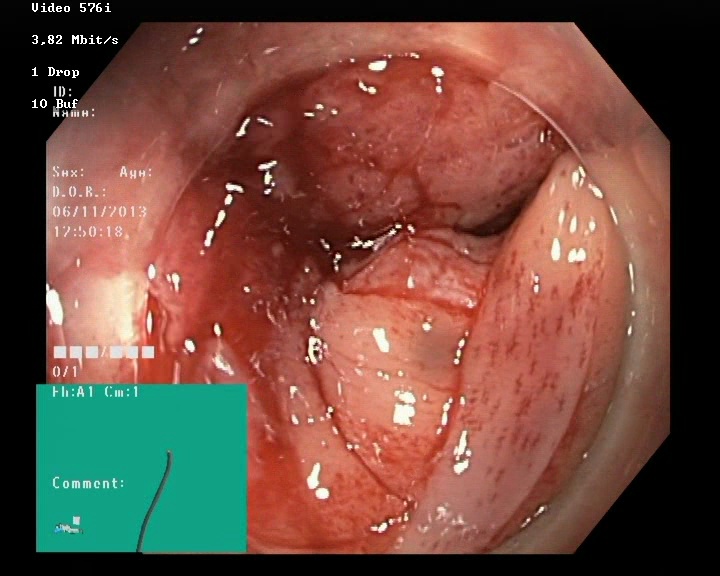 Video 576i
3,82 Mbit/s
1 Drop
ID:
10 Buf
Name:
Sex: Age:
D.O.B.:
06/11/2013
12:50:18
0/1
Eh:A1 Cm:1
Comment: